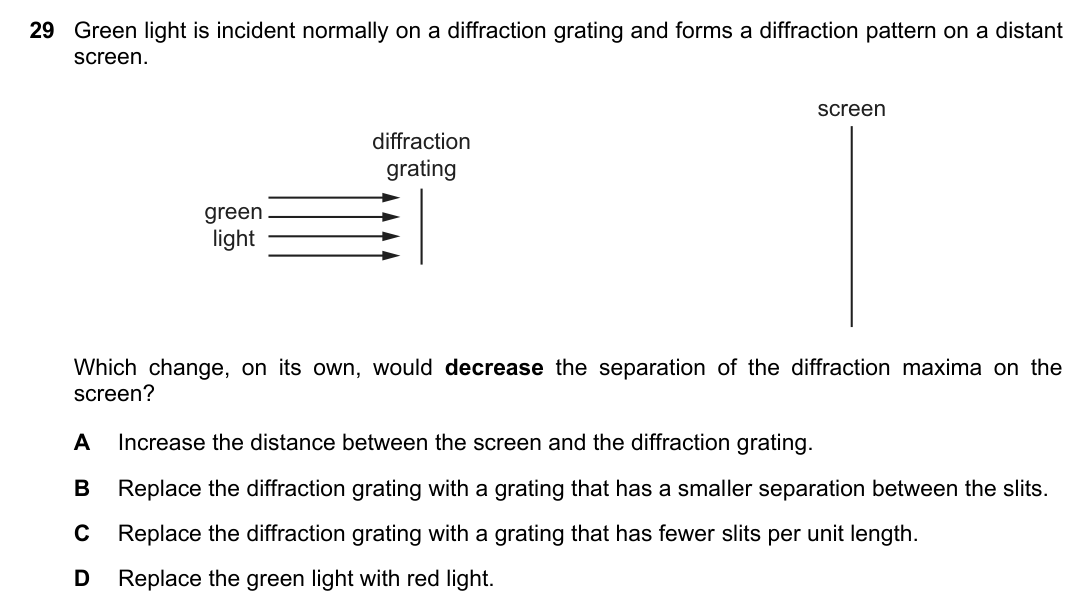 29 Green light is incident normally on a diffraction grating and forms a diffraction pattern on a distant
screen.
screen
diffraction
grating
green
light
Which change, on its own, would decrease the separation of the diffraction maxima on the
screen?
A Increase the distance between the screen and the diffraction grating.
B Replace the diffraction grating with a grating that has a smaller separation between the slits.
C Replace the diffraction grating with a grating that has fewer slits per unit length.
D Replace the green light with red light.